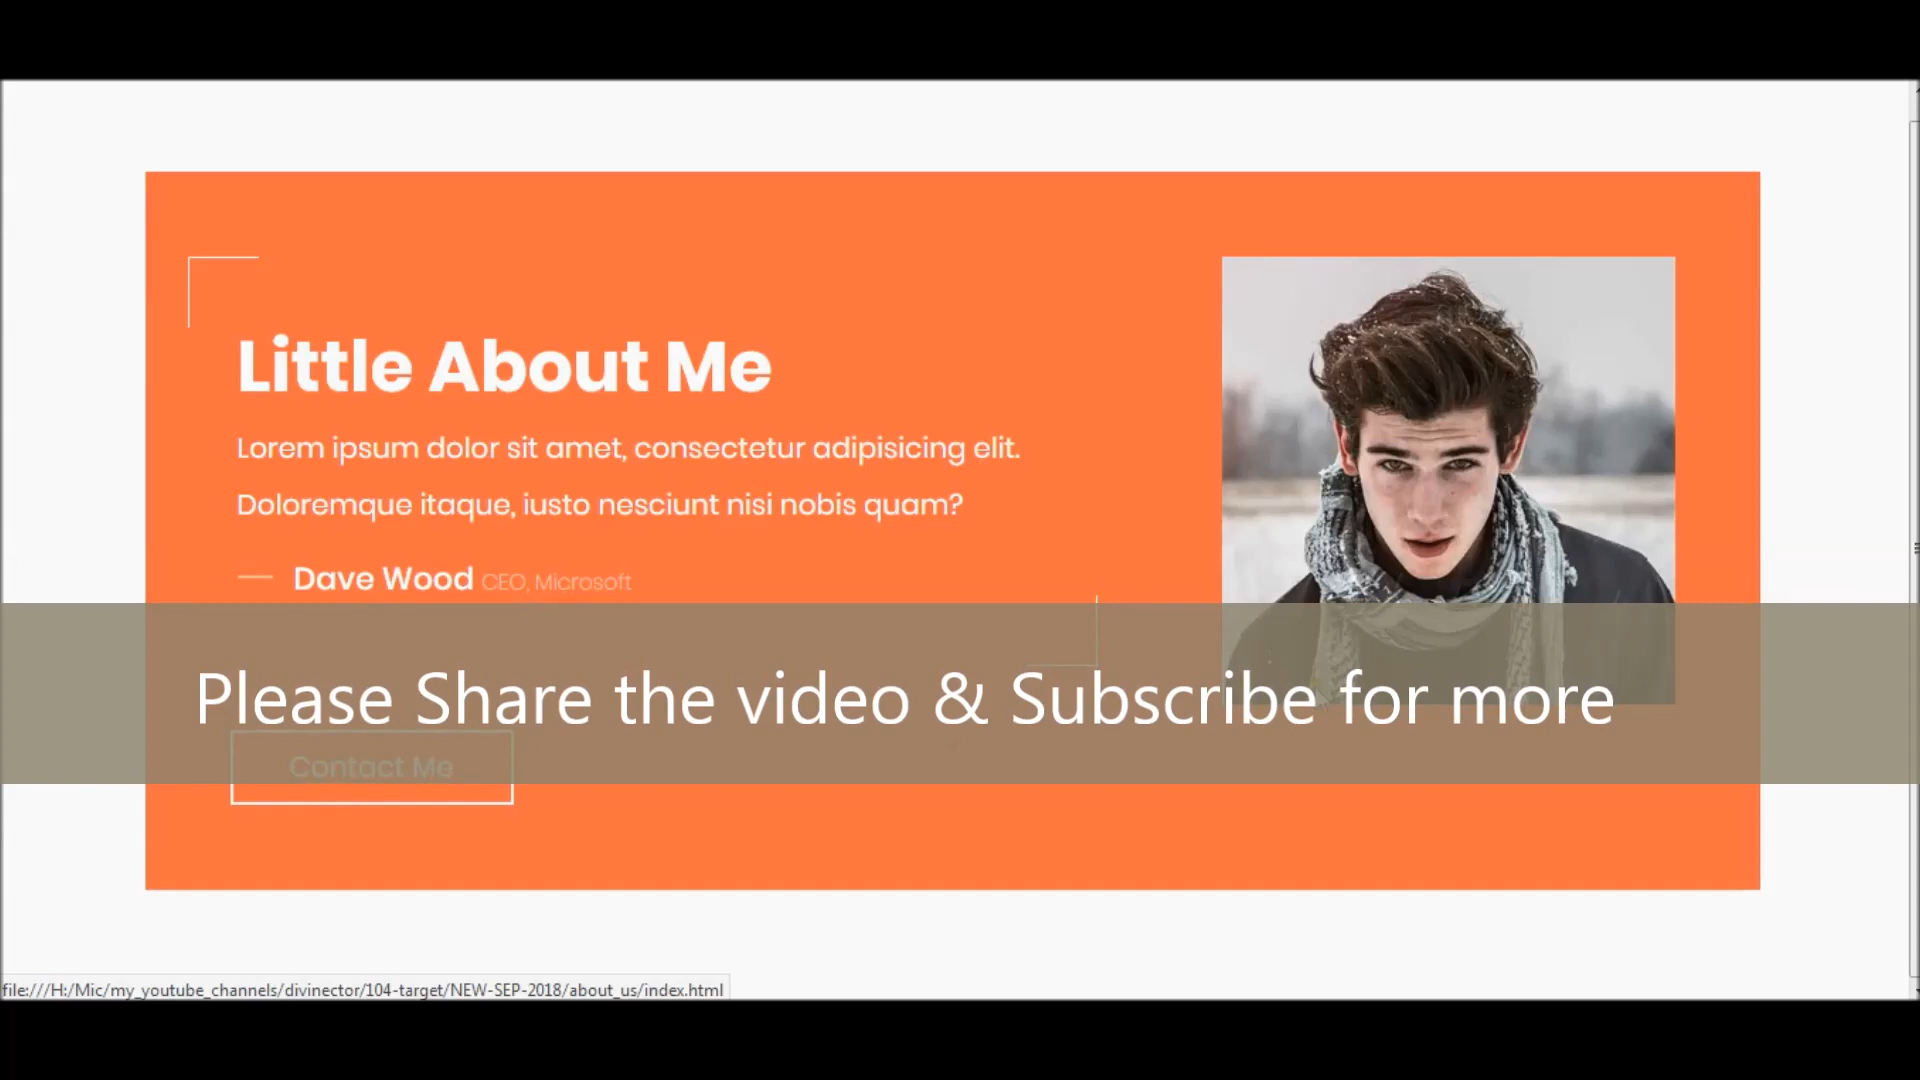 Little About Me
Lorem ipsum dolor sit amet, consectetur adipisicing elit.
Doloremque itaque, iusto nesciunt nisi nobis quam?
— Dave Wood CEO, Microsoft
Please Share the video & Subscribe for more
Contact Me
file:///H:/Mic/my_youtube_channels/divinector/104-target/NEW-SEP-2018/about_us/index.html